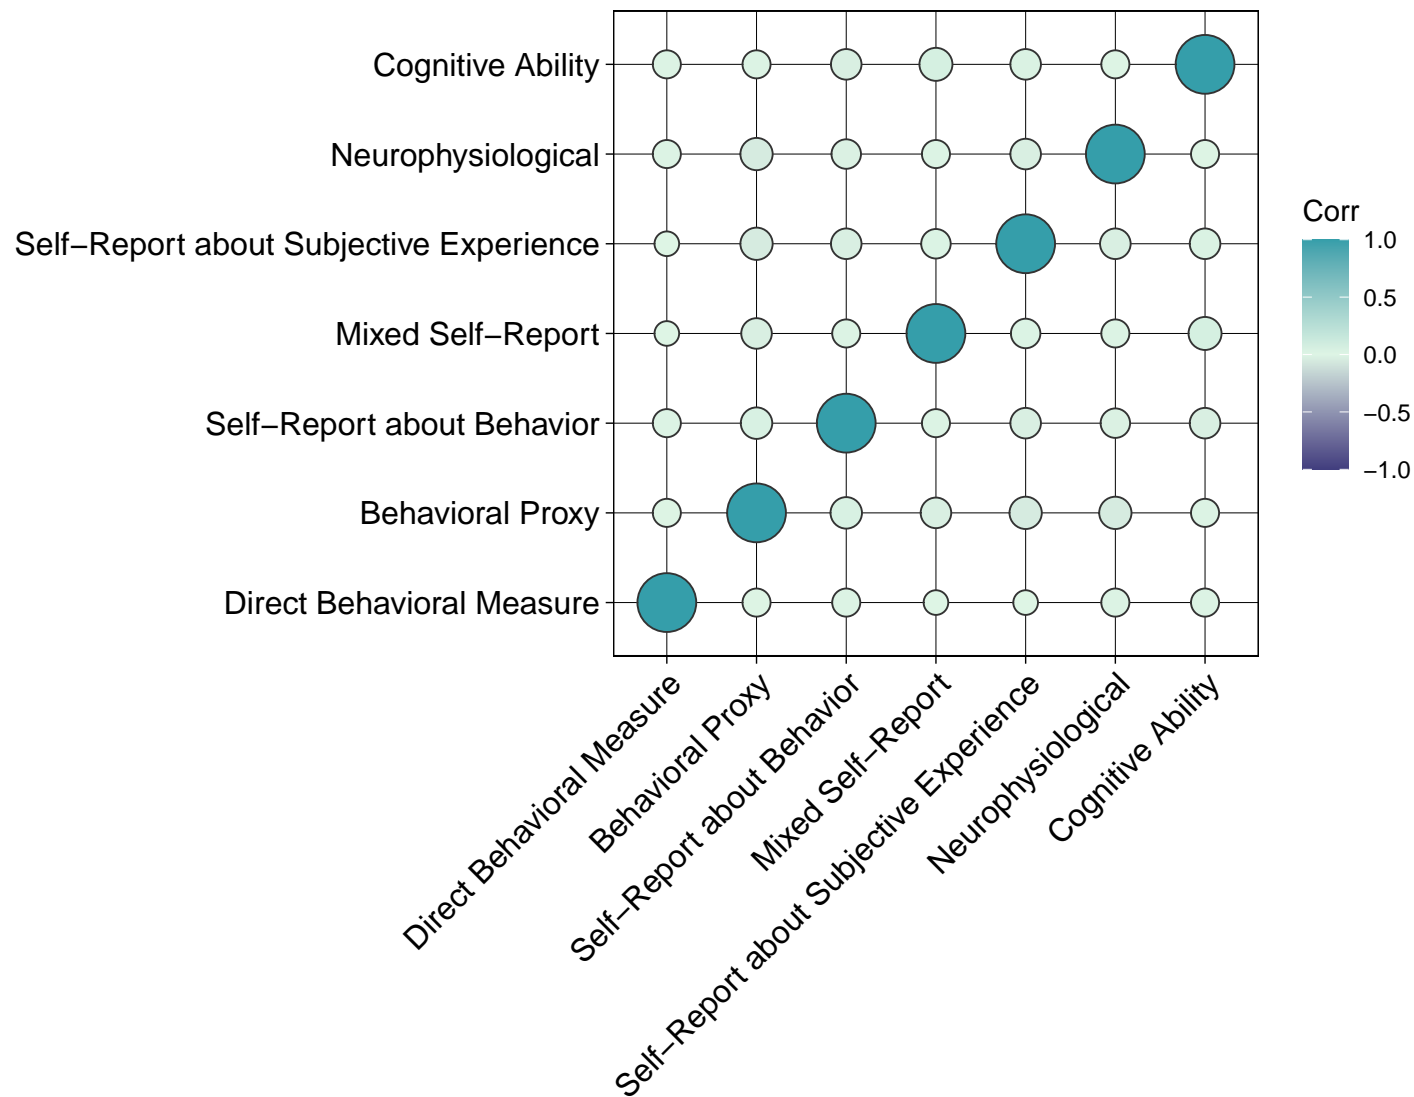 Cognitive Ability
Neurophysiological
Self−Report about Subjective Experience
Mixed Self−Report
Self−Report about Behavior
Behavioral Proxy
Direct Behavioral Measure
Direct Behavioral Measure
Behavioral Proxy
Self−Report about Behavior
Mixed Self−Report
Self−Report about Subjective Experience
Neurophysiological
Cognitive Ability
Corr
1.0
0.5
0.0
−0.5
−1.0